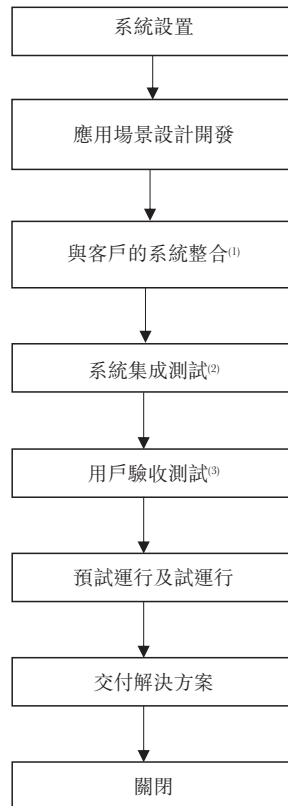 系統設置
應用場景設計開發
與客戶的系統整合(1)
系統集成測試(2)
用戶驗收測試(3)
預試運行及試運行
交付解決方案
關閉